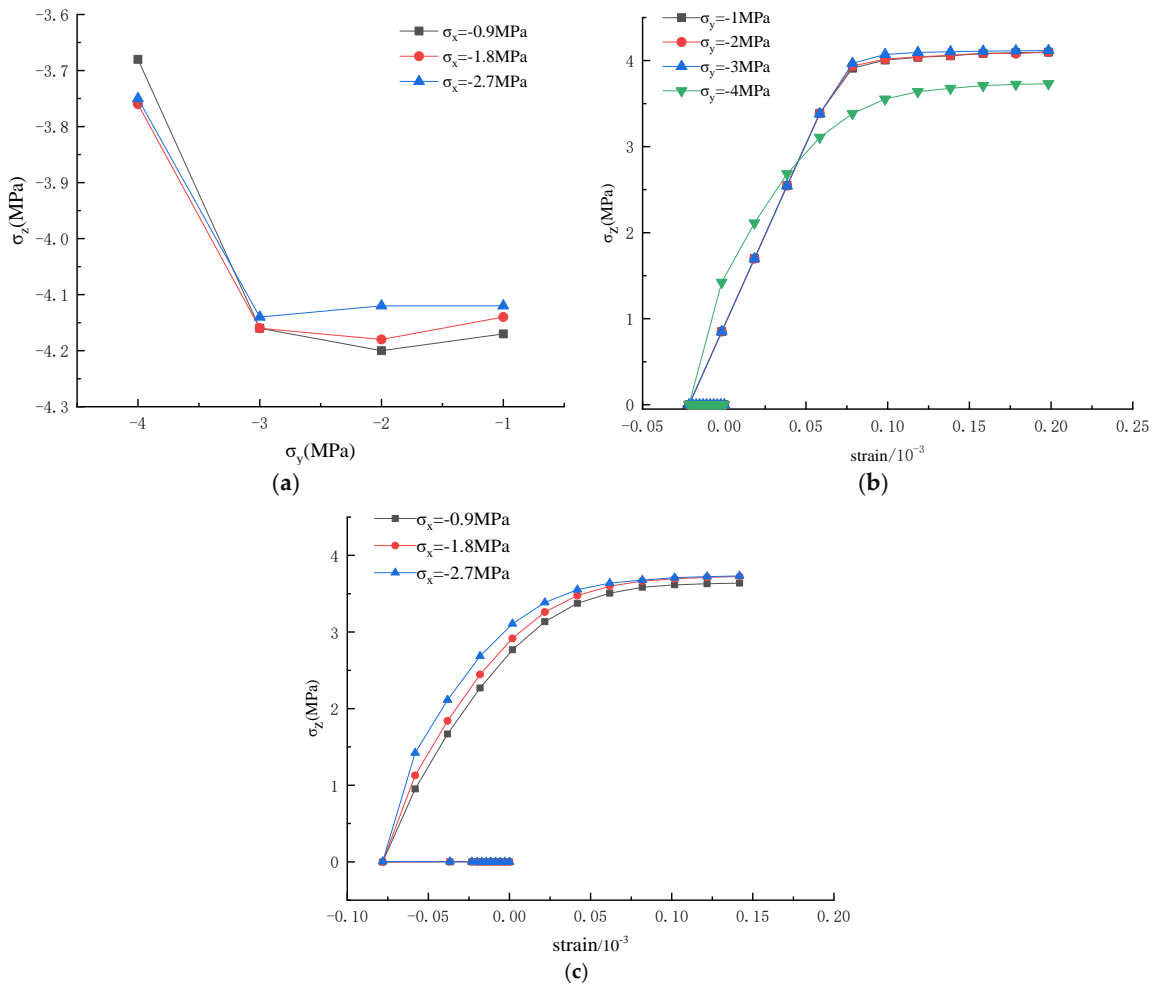 σx=-0.9MPa
σx=-1.8MPa
σx=-2.7MPa
-3.6
-3.7
-3.8
-3.9
-4.0
-4.1
-4.2
-4.3
σz(MPa)
-4 -3 -2 -1
σy(MPa)
(a)
σy=-1MPa
σy=-2MPa
σy=-3MPa
σy=-4MPa
4
3
2
1
0
σz(MPa)
-0.05 0.00 0.05 0.10 0.15 0.20 0.25
strain/10-3
(b)
σx=-0.9MPa
σx=-1.8MPa
σx=-2.7MPa
4
3
2
1
0
σz(MPa)
-0.10 -0.05 0.00 0.05 0.10 0.15 0.20
strain/10-3
(c)